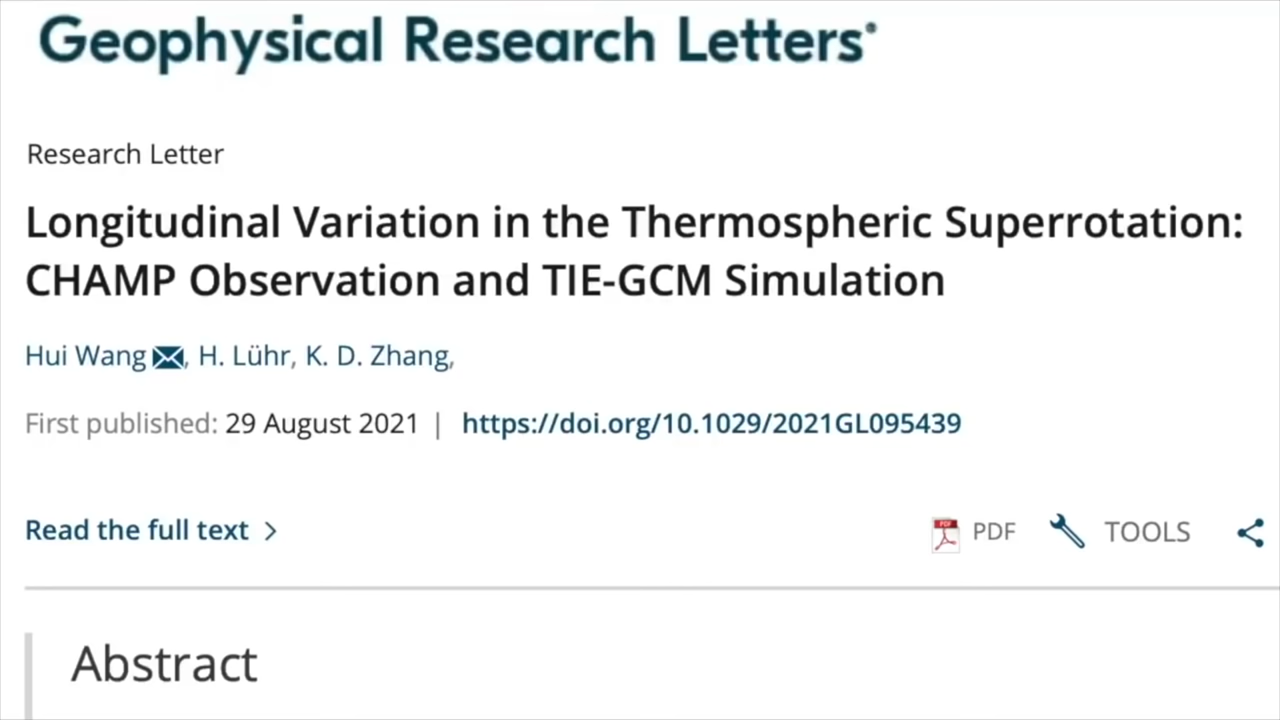 Geophysical Research Letters®
Research Letter
Longitudinal Variation in the Thermospheric Superrotation:
CHAMP Observation and TIE-GCM Simulation
Hui Wang, H. Lühr, K. D. Zhang,
First published: 29 August 2021 | https://doi.org/10.1029/2021GL095439
Read the full text >
PDF PDF TOOLS
Abstract